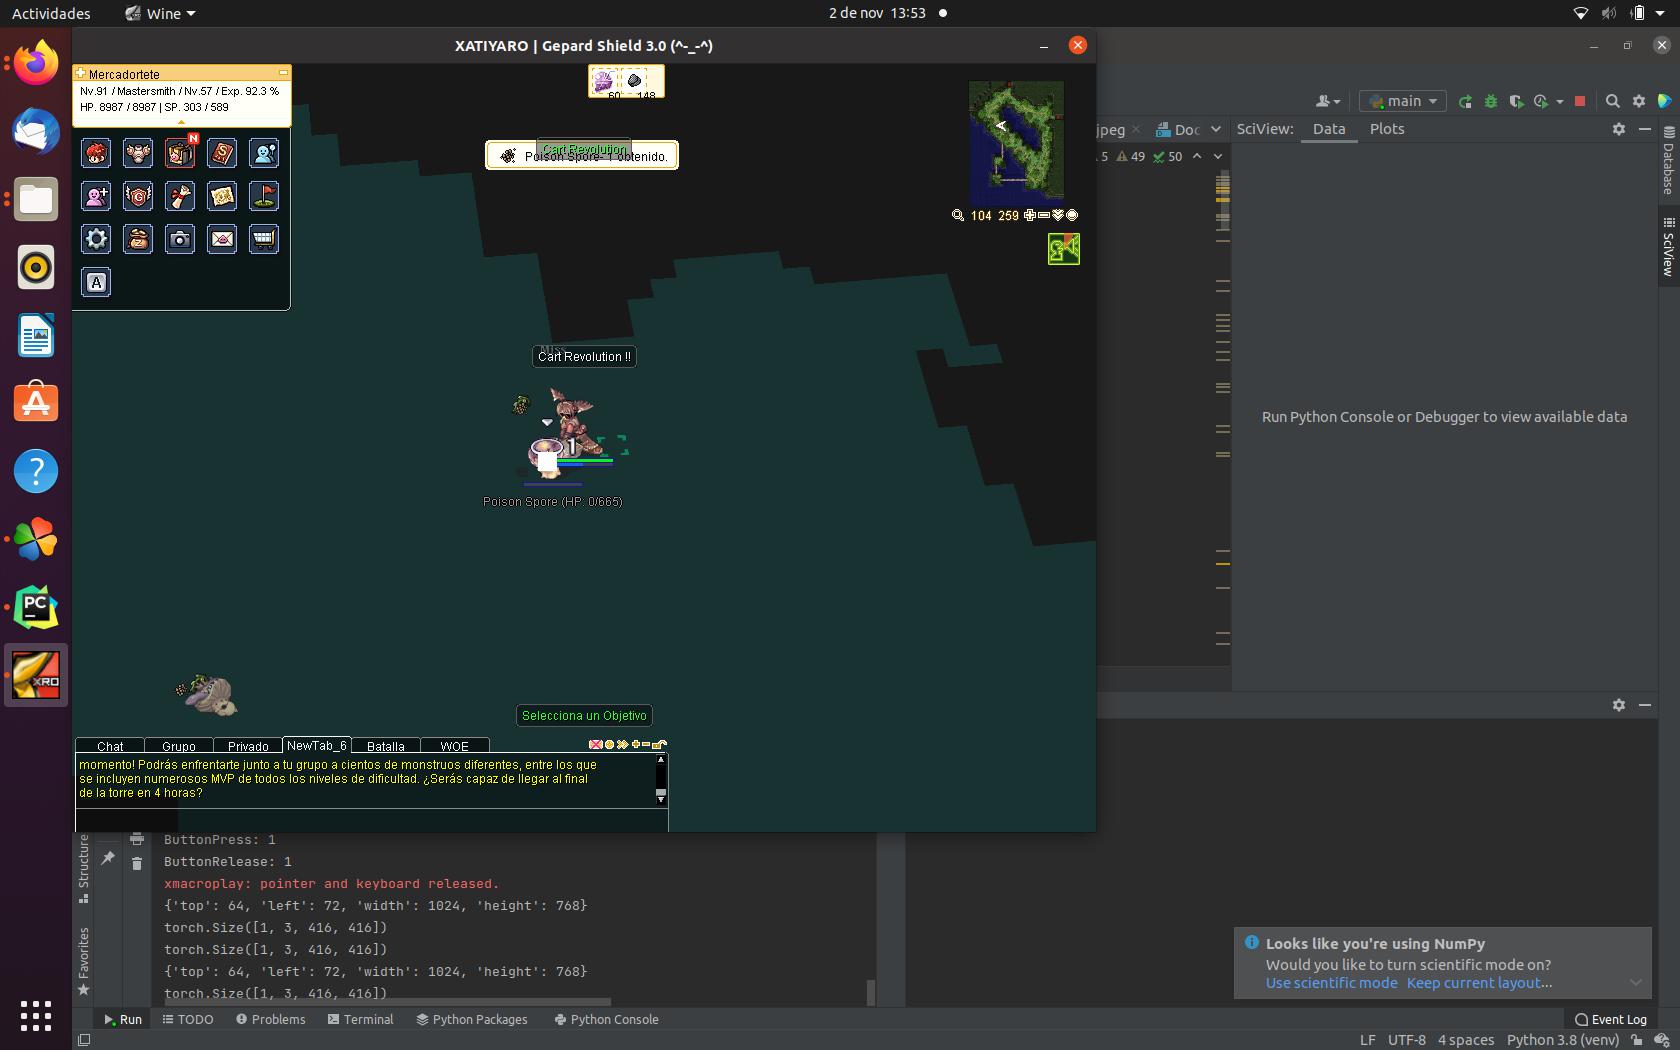 Actividades
Wine
2 de nov 13:53
XATIYARO | Gepard Shield 3.0 (^-_-^)
Mercadortete
Nv.91 / Mastersmith / Nv.57 / Exp. 92.3 %
HP. 8987 / 8987 | SP. 303 / 589
60 148
N
Cart Revolution
Poison Spore- 1 obtenido.
A
104 259
Miss
Cart Revolution !!
1
Poison Spore (HP: 0/665)
Selecciona un Objetivo
Chat Grupo Privado NewTab_6 Batalla WOE
momento! Podrás enfrentarte junto a tu grupo a cientos de monstruos diferentes, entre los que
se incluyen numerosos MVP de todos los niveles de dificultad. ¿Serás capaz de llegar al final
de la torre en 4 horas?
main
jpeg Doc
SciView: Data Plots
5 49 50
Database
SciView
Run Python Console or Debugger to view available data
PC
XRO
Structure
Favorites
ButtonPress: 1
ButtonRelease: 1
xmacroplay: pointer and keyboard released.
{'top': 64, 'left': 72, 'width': 1024, 'height': 768}
torch.Size([1, 3, 416, 416])
torch.Size([1, 3, 416, 416])
{'top': 64, 'left': 72, 'width': 1024, 'height': 768}
torch.Size([1, 3, 416, 416])
Looks like you're using NumPy
Would you like to turn scientific mode on?
Use scientific mode Keep current layout...
Run TODO Problems Terminal Python Packages Python Console
Event Log
LF UTF-8 4 spaces Python 3.8 (venv)